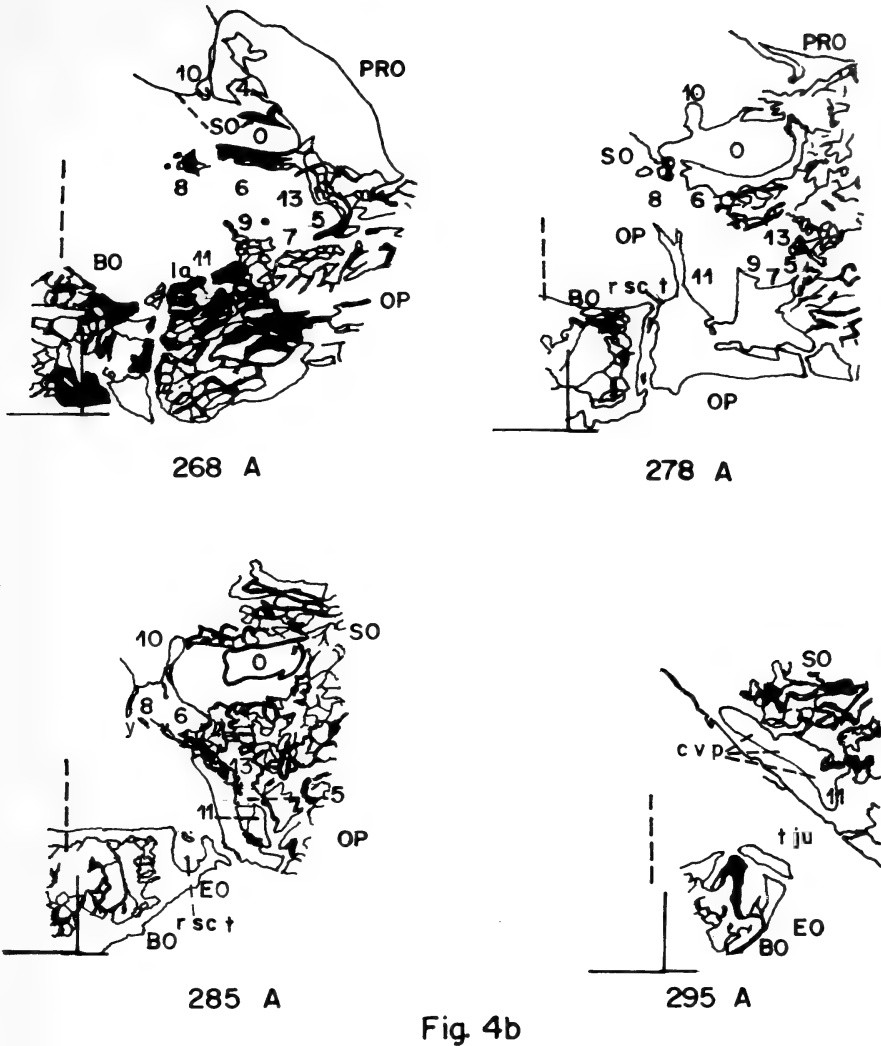 PRO
10
4
SO
O
8
6
13
9
5
7
BO
la
11
OP
268 A
PRO
10
O
SO
8
6
OP
13
9
5
7
r sc t
11
BO
OP
278 A
SO
10
O
8
6
y
13
5
11
OP
EO
r sc t
BO
285 A
SO
c v p
11
t ju
EO
BO
295 A
Fig. 4b